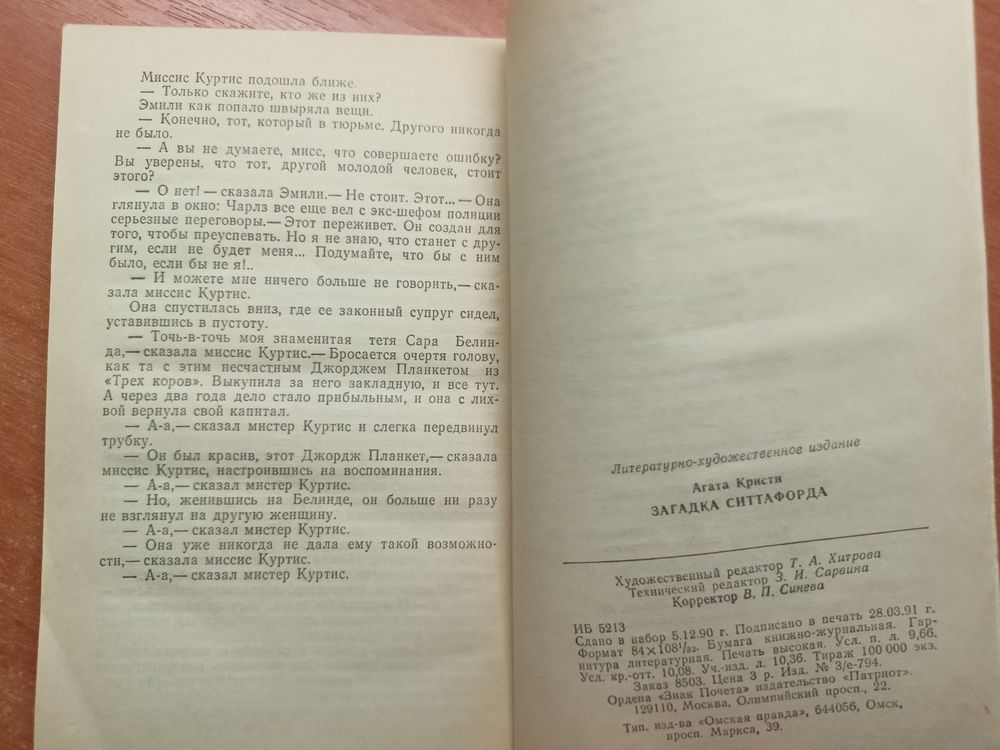 Миссис Куртис подошла ближе.
— Только скажите, кто же из них?
Эмили как попало швыряла вещи.
— Конечно, тот, который в тюрьме. Другого никогда
не было.
— А вы не думаете, мисс, что совершаете ошибку?
Вы уверены, что тот, другой молодой человек, стоит
этого?
— О нет! — сказала Эмили.— Не стоит. Этот... — Она
глянула в окно: Чарлз все еще вел с экс-шефом полиции
серьезные переговоры.— Этот переживет. Он создан для
того, чтобы преуспевать. Но я не знаю, что станет с дру-
гим, если не будет меня... Подумайте, что бы с ним
было, если бы не я!..
— И можете мне ничего больше не говорить,— ска-
зала миссис Куртис.
Она спустилась вниз, где ее законный супруг сидел,
уставившись в пустоту.
— Точь-в-точь моя знаменитая тетя Сара Белин-
да,— сказала миссис Куртис.— Бросается очертя голову,
как та с этим несчастным Джорджем Планкетом из
«Трех коров». Выкупила за него закладную, и все тут.
А через два года дело стало прибыльным, и она с лих-
вой вернула свой капитал.
— А-а,— сказал мистер Куртис и слегка передвинул
трубку.
— Он был красив, этот Джордж Планкет,— сказала
миссис Куртис, настроившись на воспоминания.
— А-а,— сказал мистер Куртис.
— Но, женившись на Белинде, он больше ни разу
не взглянул на другую женщину.
— А-а,— сказал мистер Куртис.
— Она уже никогда не дала ему такой возможно-
сти,— сказала миссис Куртис.
— А-а,— сказал мистер Куртис.
Литературно-художественное издание
Агата Кристи
ЗАГАДКА СИТТАФОРДА
Художественный редактор Т. А. Хитрова
Технический редактор З. И. Сарвина
Корректор В. П. Синева
ИБ 5213
Сдано в набор 5.12.90 г. Подписано в печать 28.03.91 г.
Формат 84×108¹/₃₂. Бумага книжно-журнальная. Гар-
нитура литературная. Печать высокая. Усл. п. л. 9,66.
Усл. кр.-отт. 10,08. Уч.-изд. л. 10,36. Тираж 100 000 экз.
Заказ 8503. Цена 3 р. Изд. № 3/е-794.
Ордена «Знак Почета» издательство «Патриот».
129110, Москва, Олимпийский просп., 22.
Тип. изд-ва «Омская правда», 644056, Омск,
просп. Маркса, 39.